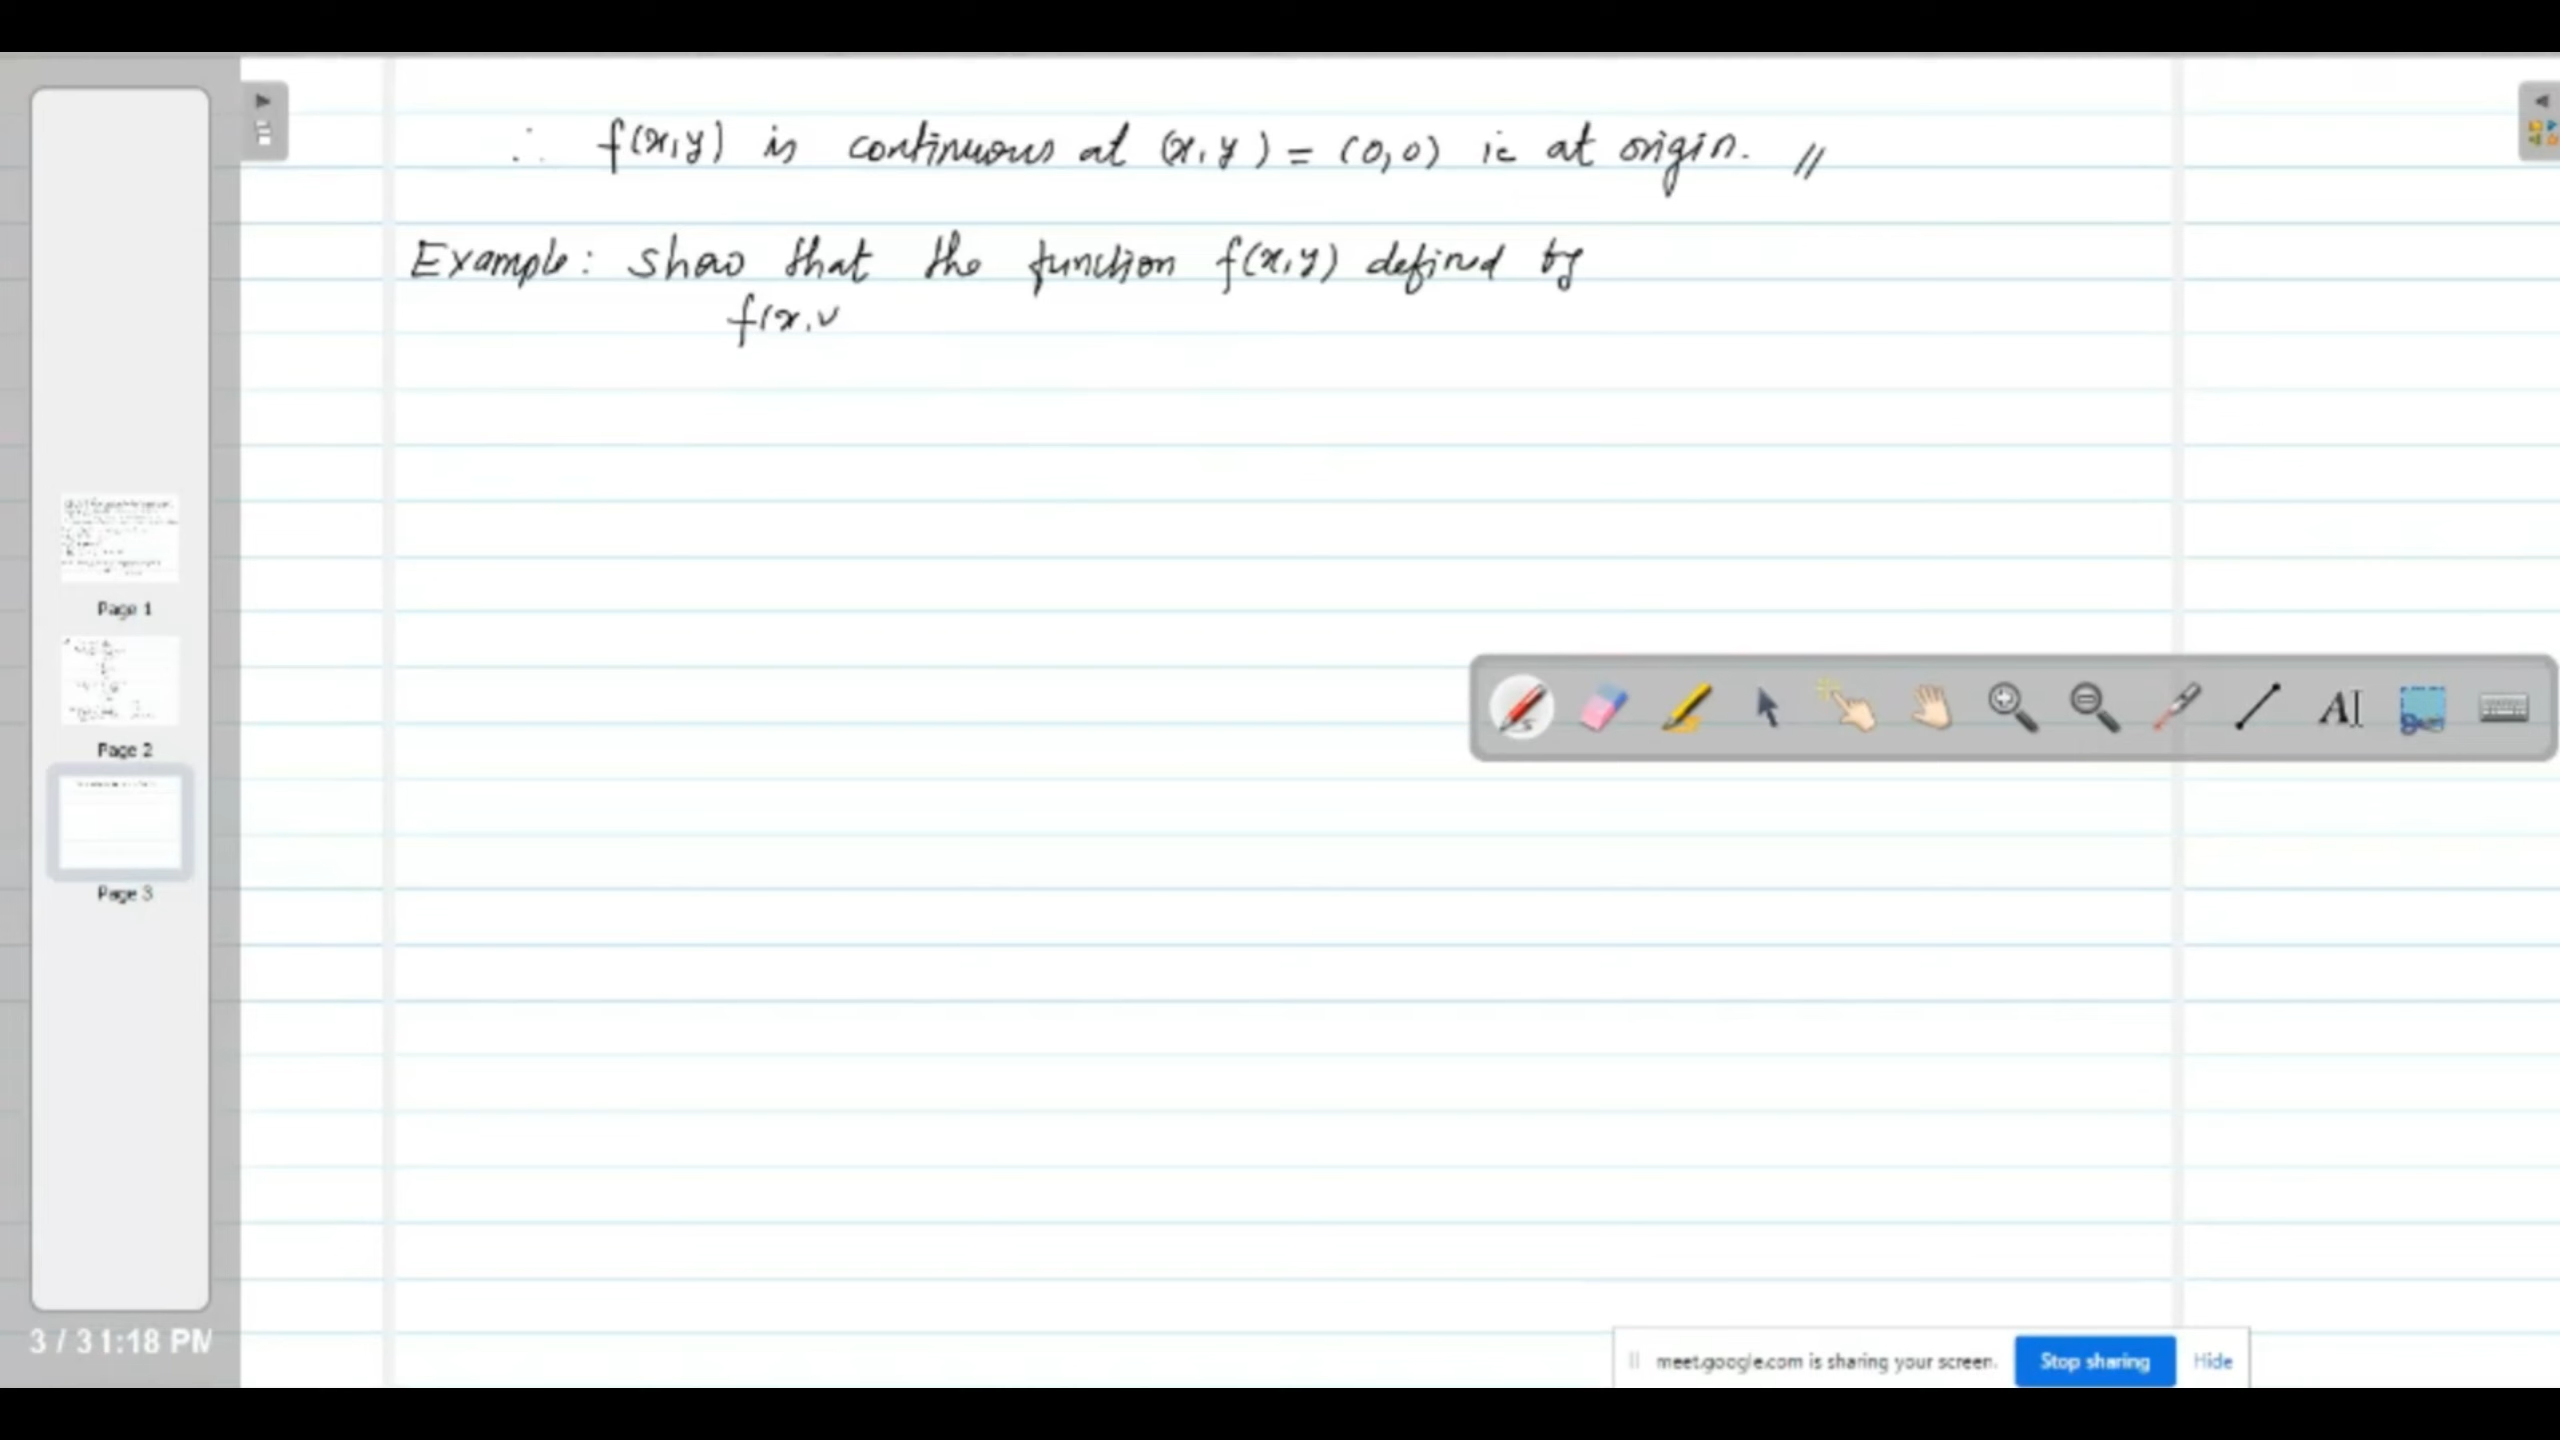 ∴ f(x,y) is continuous at (x,y) = (0,0) ie at origin. //
Example: show that the function f(x,y) defined by
f(x,y
Page 1
Page 2
Page 3
3 / 3 1:18 PM
meet.google.com is sharing your screen. Stop sharing Hide